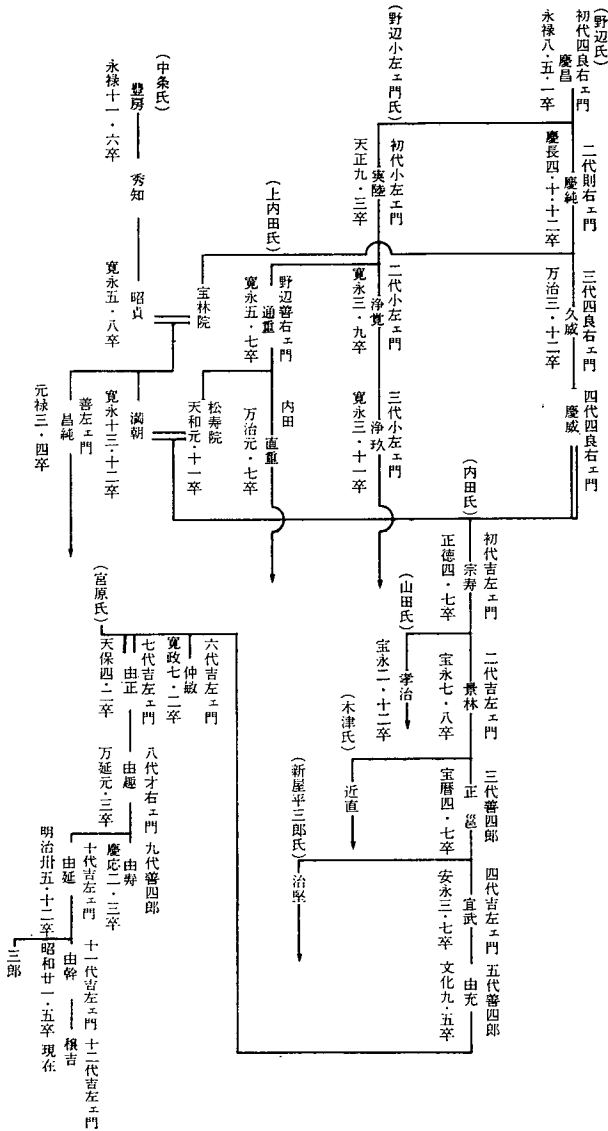 (野辺氏)
初代四良右ェ門
慶昌
永禄八・五・一卒
二代則右ェ門
慶純
慶長四・十・十二卒
三代四良右ェ門
久威
万治三・十二卒
四代四良右ェ門
慶威
(野辺小左ェ門氏)
初代小左ェ門
実陸
天正九・三卒
二代小左ェ門
浄覚
寛永三・九卒
三代小左ェ門
浄玖
寛永三・十一卒
(上内田氏)
野辺善右ェ門
通重
寛永五・七卒
内田
直重
万治元・七卒
宝林院
松寿院
天和元・十一卒
(中条氏)
豊房
永禄十一・六卒
秀知
昭貞
寛永五・八卒
満朝
寛永十三・十二卒
善左ェ門
昌純
元禄三・四卒
(内田氏)
初代吉左ェ門
宗寿
正徳四・七卒
二代吉左ェ門
景林
宝永七・八卒
三代善四郎
正邕
宝暦四・七卒
四代吉左ェ門
宜武
安永三・七卒
五代善四郎
由充
文化九・五卒
(山田氏)
孝治
宝永二・十二卒
(木津氏)
近直
(新屋平三郎氏)
治堅
(宮原氏)
六代吉左ェ門
仲敏
寛政七・二卒
七代吉左ェ門
由正
天保四・二卒
八代才右ェ門
由趣
万延元・三卒
九代善四郎
由寿
慶応二・三卒
十代吉左ェ門
由延
明治卅五・十二卒
十一代吉左ェ門
由幹
昭和廿一・五卒
十二代吉左ェ門
穣吉
現在
三郎